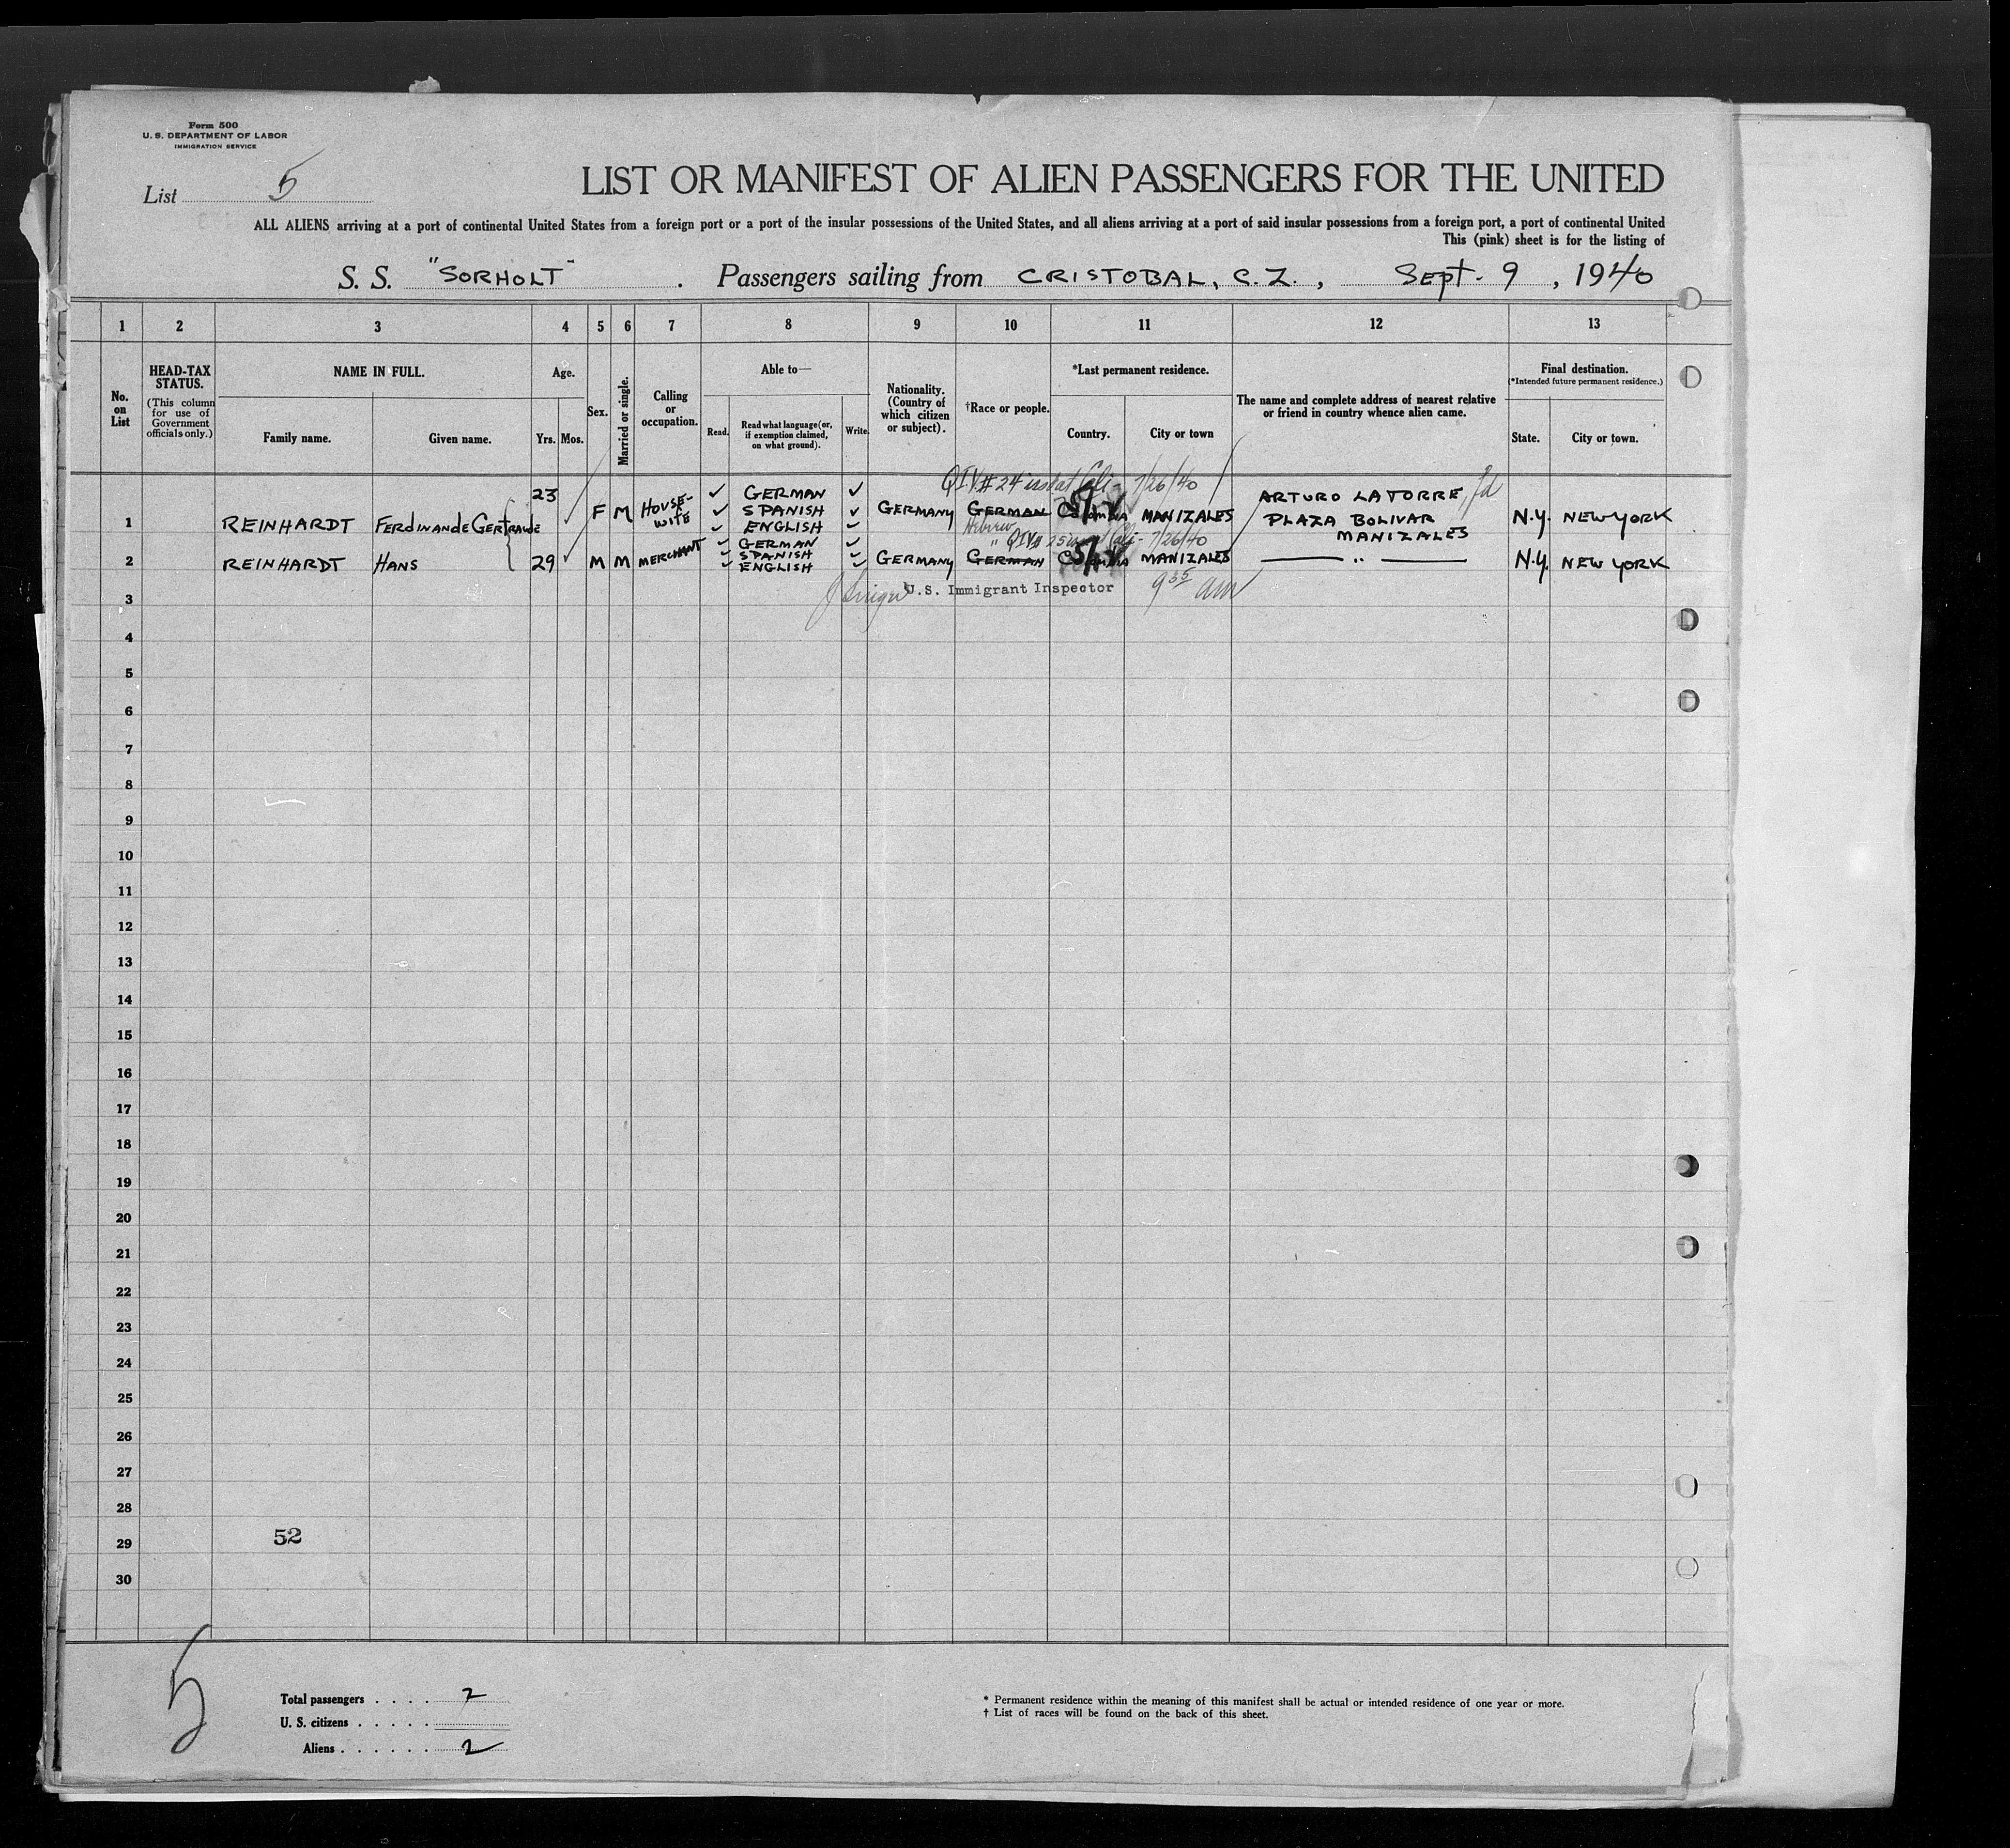 Form 500
U. S. DEPARTMENT OF LABOR
IMMIGRATION SERVICE
List 5
LIST OR MANIFEST OF ALIEN PASSENGERS FOR THE UNITED
ALL ALIENS arriving at a port of continental United States from a foreign port or a port of the insular possessions of the United States, and all aliens arriving at a port of said insular possessions from a foreign port, a port of continental United
This (pink) sheet is for the listing of
S. S. "SORHOLT" . Passengers sailing from CRISTOBAL, C.Z. , Sept. 9 , 1940
1 2 3 4 5 6 7 8 9 10 11 12 13
No. on List
HEAD-TAX STATUS.
(This column for use of Government officials only.)
NAME IN FULL.
Family name. Given name.
Age.
Yrs. Mos.
Sex.
Married or single.
Calling or occupation.
Able to—
Read. Read what language (or, if exemption claimed, on what ground). Write.
Nationality. (Country of which citizen or subject).
†Race or people.
*Last permanent residence.
Country. City or town
The name and complete address of nearest relative or friend in country whence alien came.
Final destination.
(*Intended future permanent residence.)
State. City or town.
QIV# 24 7/26/40
1 REINHARDT FERDINANDE GERTRAUDE 23 F M HOUSE-WIFE GERMAN SPANISH ENGLISH GERMANY GERMAN Hebrew Colombia MANIZALES ARTURO LATORRE, fd PLAZA BOLIVAR MANIZALES N.Y. NEW YORK
" QIV# 25 7/26/40
2 REINHARDT HANS 29 M M MERCHANT GERMAN SPANISH ENGLISH GERMANY GERMAN Colombia MANIZALES " N.Y. NEW YORK
U.S. Immigrant Inspector 9 35 am
3
4
5
6
7
8
9
10
11
12
13
14
15
16
17
18
19
20
21
22
23
24
25
26
27
28
52
29
30
5
Total passengers . . . . 2
U. S. citizens . . . . .
Aliens . . . . . . 2
* Permanent residence within the meaning of this manifest shall be actual or intended residence of one year or more.
† List of races will be found on the back of this sheet.